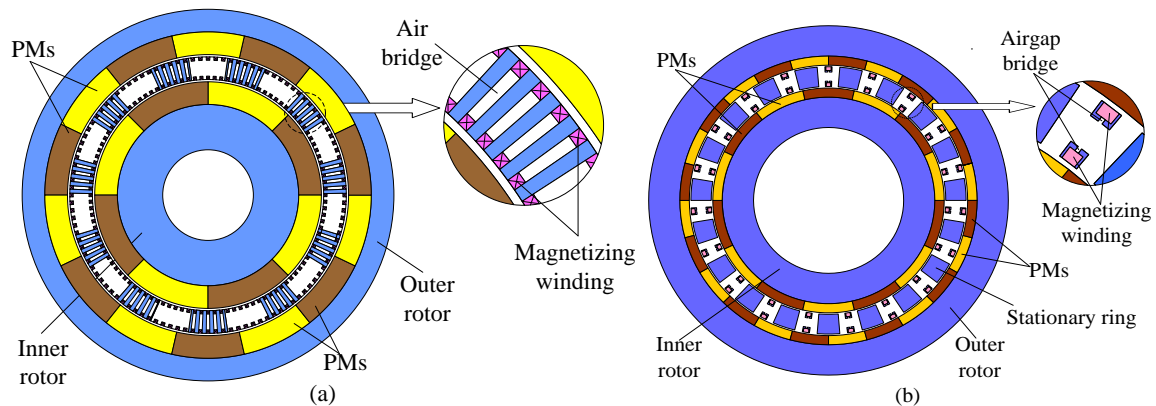 PMs
Air
bridge
Magnetizing
winding
Outer
rotor
Inner
rotor
PMs
(a)
Airgap
bridge
PMs
Magnetizing
winding
PMs
Stationary ring
Inner
rotor
Outer
rotor
(b)